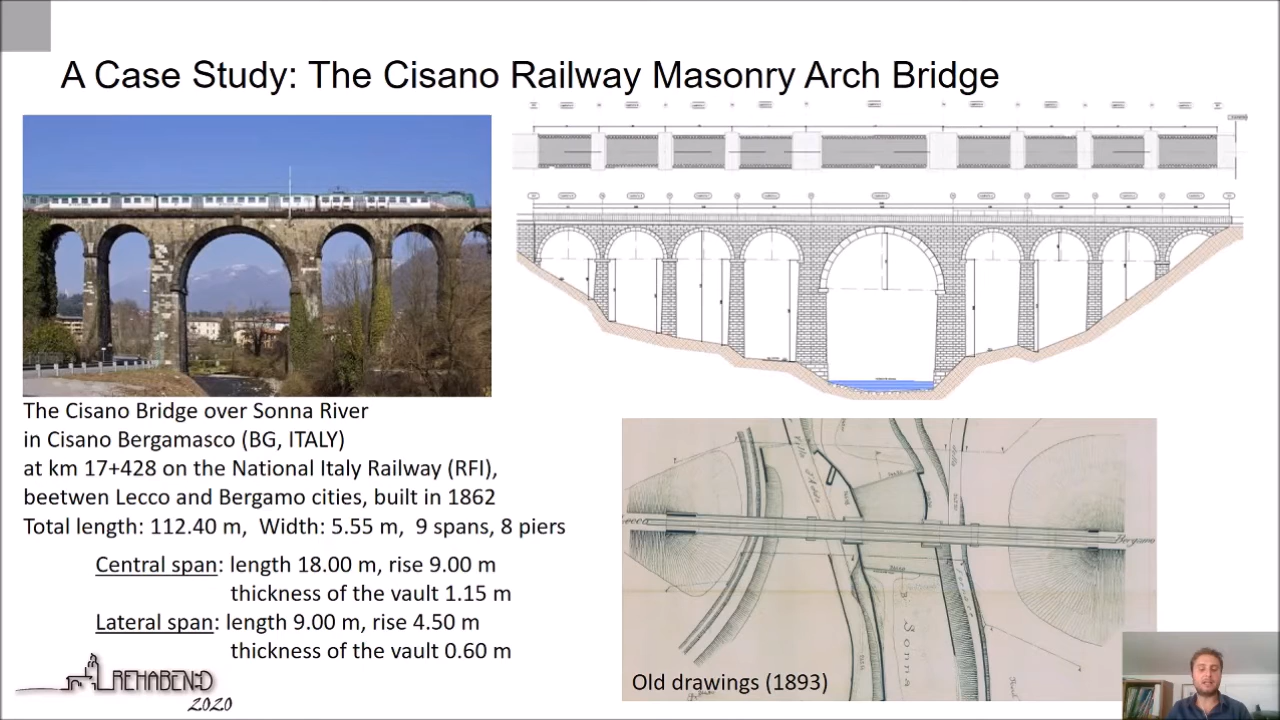 A Case Study: The Cisano Railway Masonry Arch Bridge
The Cisano Bridge over Sonna River
in Cisano Bergamasco (BG, ITALY)
at km 17+428 on the National Italy Railway (RFI),
beetwen Lecco and Bergamo cities, built in 1862
Total length: 112.40 m, Width: 5.55 m, 9 spans, 8 piers
Central span: length 18.00 m, rise 9.00 m
thickness of the vault 1.15 m
Lateral span: length 9.00 m, rise 4.50 m
thickness of the vault 0.60 m
Lecco
Bergamo
Sonna
Old drawings (1893)
REHABEND
2020